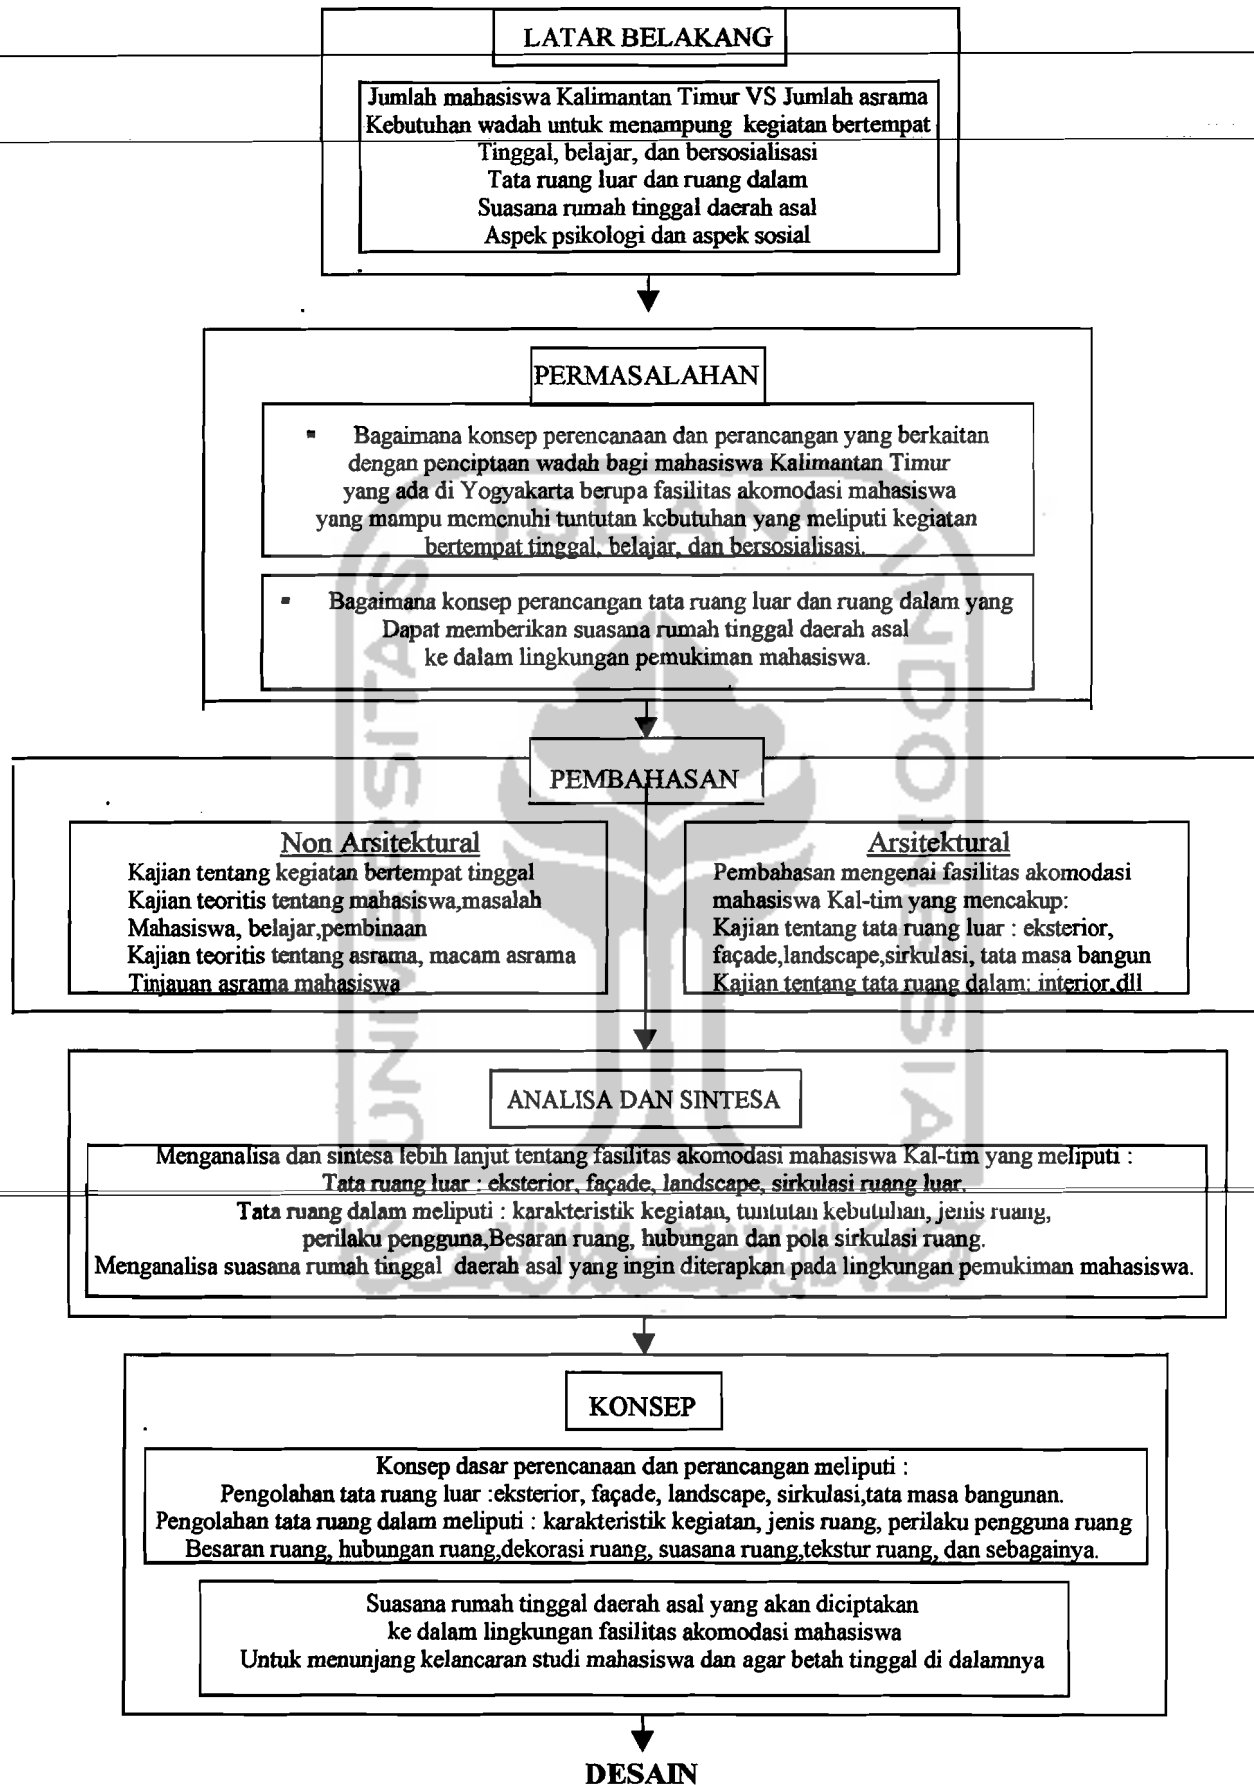 LATAR BELAKANG
Jumlah mahasiswa Kalimantan Timur VS Jumlah asrama
Kebutuhan wadah untuk menampung kegiatan bertempat
Tinggal, belajar, dan bersosialisasi
Tata ruang luar dan ruang dalam
Suasana rumah tinggal daerah asal
Aspek psikologi dan aspek sosial
PERMASALAHAN
▪ Bagaimana konsep perencanaan dan perancangan yang berkaitan
dengan penciptaan wadah bagi mahasiswa Kalimantan Timur
yang ada di Yogyakarta berupa fasilitas akomodasi mahasiswa
yang mampu memenuhi tuntutan kebutuhan yang meliputi kegiatan
bertempat tinggal, belajar, dan bersosialisasi.
▪ Bagaimana konsep perancangan tata ruang luar dan ruang dalam yang
Dapat memberikan suasana rumah tinggal daerah asal
ke dalam lingkungan pemukiman mahasiswa.
PEMBAHASAN
Non Arsitektural
Kajian tentang kegiatan bertempat tinggal
Kajian teoritis tentang mahasiswa,masalah
Mahasiswa, belajar,pembinaan
Kajian teoritis tentang asrama, macam asrama
Tinjauan asrama mahasiswa
Arsitektural
Pembahasan mengenai fasilitas akomodasi
mahasiswa Kal-tim yang mencakup:
Kajian tentang tata ruang luar : eksterior,
façade,landscape,sirkulasi, tata masa bangun
Kajian tentang tata ruang dalam: interior,dll
ANALISA DAN SINTESA
Menganalisa dan sintesa lebih lanjut tentang fasilitas akomodasi mahasiswa Kal-tim yang meliputi :
Tata ruang luar : eksterior, façade, landscape, sirkulasi ruang luar.
Tata ruang dalam meliputi : karakteristik kegiatan, tuntutan kebutuhan, jenis ruang,
perilaku pengguna,Besaran ruang, hubungan dan pola sirkulasi ruang.
Menganalisa suasana rumah tinggal daerah asal yang ingin diterapkan pada lingkungan pemukiman mahasiswa.
KONSEP
Konsep dasar perencanaan dan perancangan meliputi :
Pengolahan tata ruang luar :eksterior, façade, landscape, sirkulasi,tata masa bangunan.
Pengolahan tata ruang dalam meliputi : karakteristik kegiatan, jenis ruang, perilaku pengguna ruang
Besaran ruang, hubungan ruang,dekorasi ruang, suasana ruang,tekstur ruang, dan sebagainya.
Suasana rumah tinggal daerah asal yang akan diciptakan
ke dalam lingkungan fasilitas akomodasi mahasiswa
Untuk menunjang kelancaran studi mahasiswa dan agar betah tinggal di dalamnya
DESAIN
UNIVERSITAS
ISLAM
INDONESIA